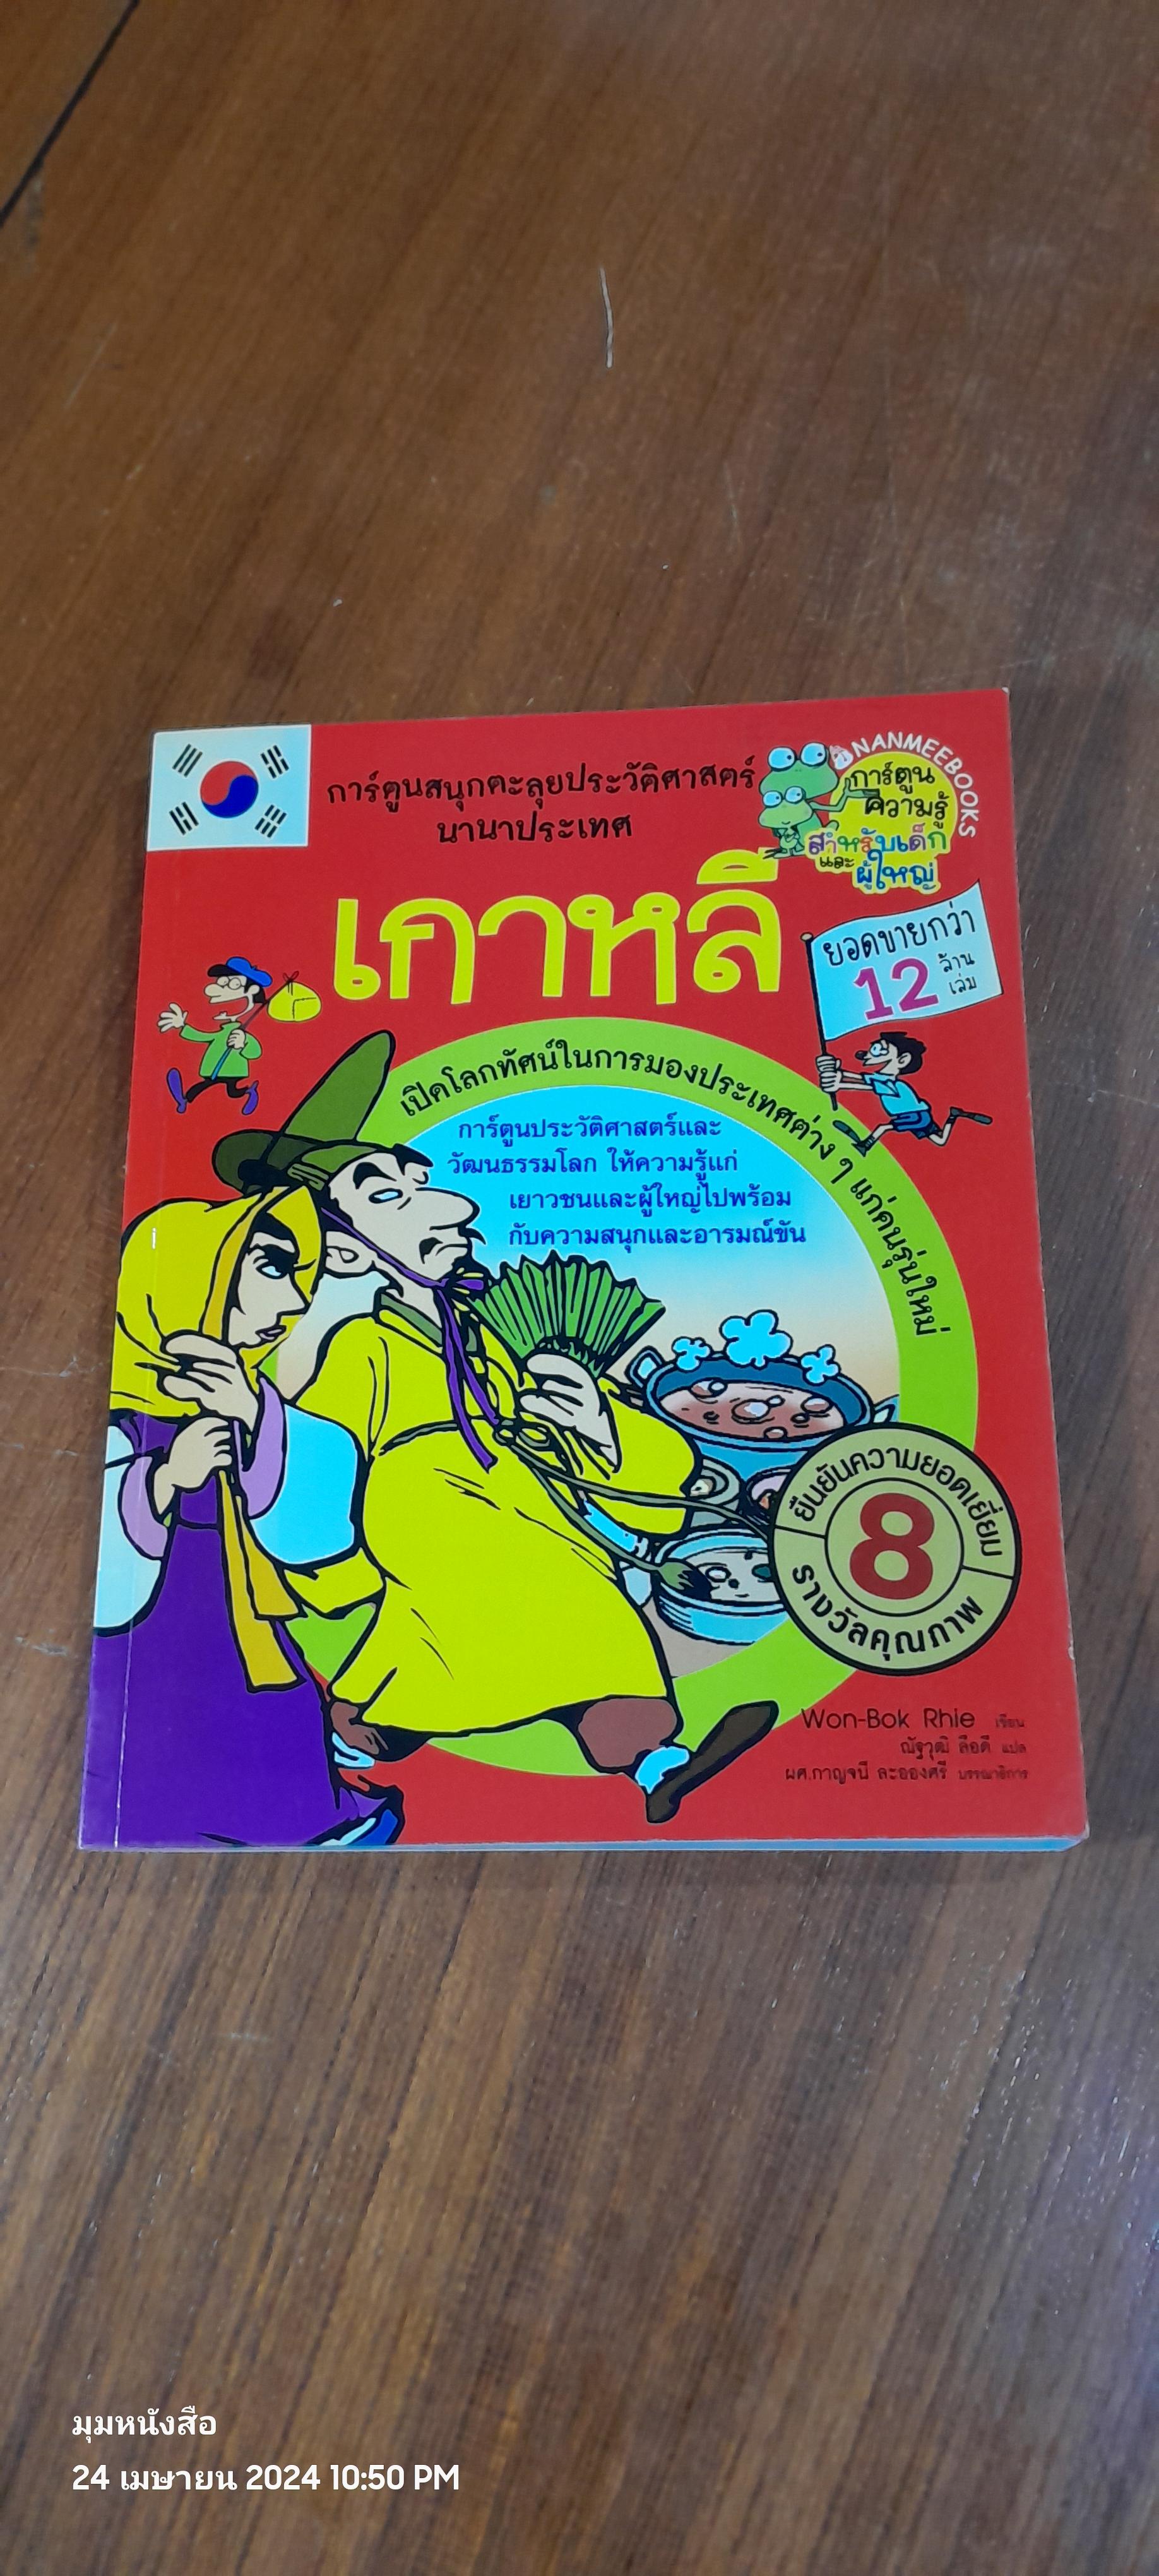 การ์ตูนสนุกตะลุยประวัติศาสตร์
นานาประเทศ
NANMEEBOOKS
การ์ตูน
ความรู้
สำหรับเด็ก
และ
ผู้ใหญ่
เกาหลี
ยอดขายกว่า
12 ล้าน
เล่ม
เปิดโลกทัศน์ในการมองประเทศต่าง ๆ แก่คนรุ่นใหม่
การ์ตูนประวัติศาสตร์และ
วัฒนธรรมโลก ให้ความรู้แก่
เยาวชนและผู้ใหญ่ไปพร้อม
กับความสนุกและอารมณ์ขัน
ยืนยันความยอดเยี่ยม
8
รางวัลคุณภาพ
Won-Bok Rhie เขียน
ณัฐวุฒิ ลือดี แปล
ผศ.กาญจนี ละอองศรี บรรณาธิการ
มุมหนังสือ
24 เมษายน 2024 10:50 PM